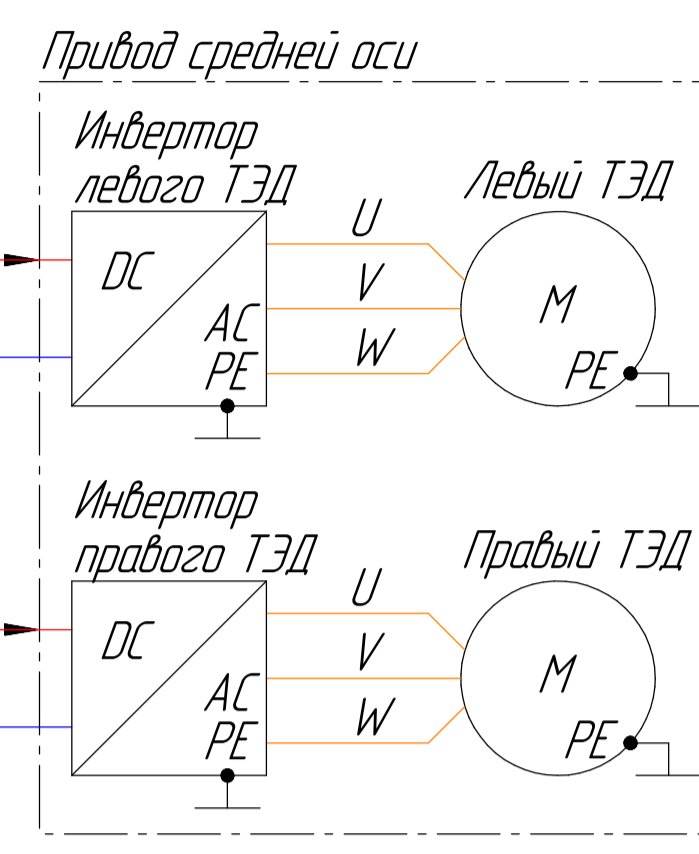 Привод средней оси
Инвертор
левого ТЭД
Левый ТЭД
U
DC
V
M
AC
W
PE
PE
Инвертор
правого ТЭД
Правый ТЭД
U
DC
V
M
AC
W
PE
PE